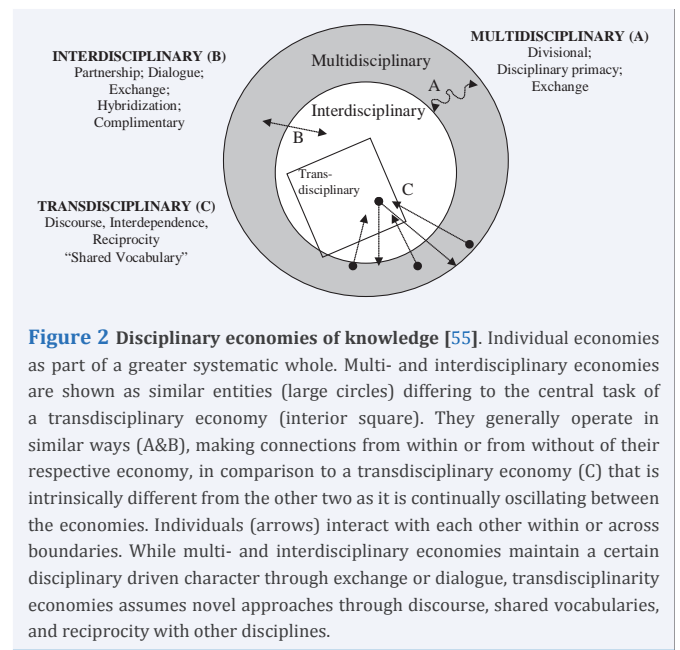 INTERDISCIPLINARY (B)
Partnership; Dialogue;
Exchange;
Hybridization;
Complimentary
MULTIDISCIPLINARY (A)
Divisional;
Disciplinary primacy;
Exchange
Multidisciplinary
A
Interdisciplinary
B
Trans-
disciplinary
C
TRANSDISCIPLINARY (C)
Discourse, Interdependence,
Reciprocity
“Shared Vocabulary”
Figure 2 Disciplinary economies of knowledge [55]. Individual economies
as part of a greater systematic whole. Multi- and interdisciplinary economies
are shown as similar entities (large circles) differing to the central task of
a transdisciplinary economy (interior square). They generally operate in
similar ways (A&B), making connections from within or from without of their
respective economy, in comparison to a transdisciplinary economy (C) that is
intrinsically different from the other two as it is continually oscillating between
the economies. Individuals (arrows) interact with each other within or across
boundaries. While multi- and interdisciplinary economies maintain a certain
disciplinary driven character through exchange or dialogue, transdisciplinarity
economies assumes novel approaches through discourse, shared vocabularies,
and reciprocity with other disciplines.